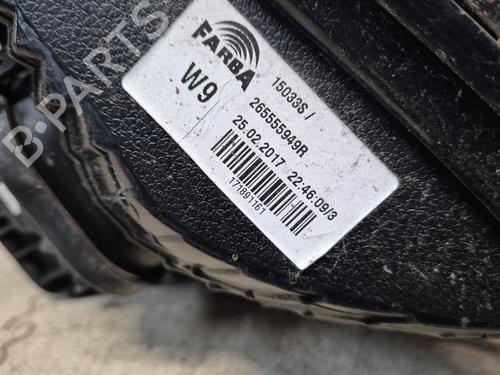 FARBA
W9
15033S /
265555949R
25.02.2017 22:46:09/3
171891161
B-PARTS